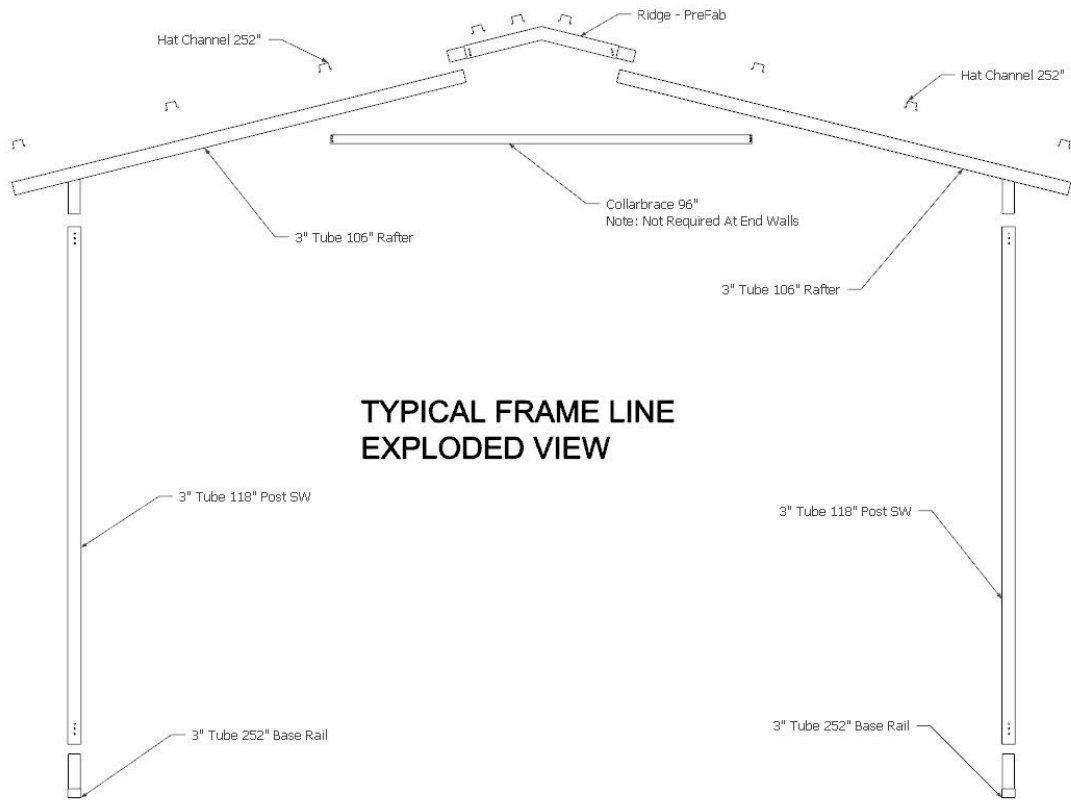 Ridge - PreFab
Hat Channel 252"
Hat Channel 252"
Collarbrace 96"
Note: Not Required At End Walls
3" Tube 106" Rafter
3" Tube 106" Rafter
TYPICAL FRAME LINE
EXPLODED VIEW
3" Tube 118" Post SW
3" Tube 118" Post SW
3" Tube 252" Base Rail
3" Tube 252" Base Rail